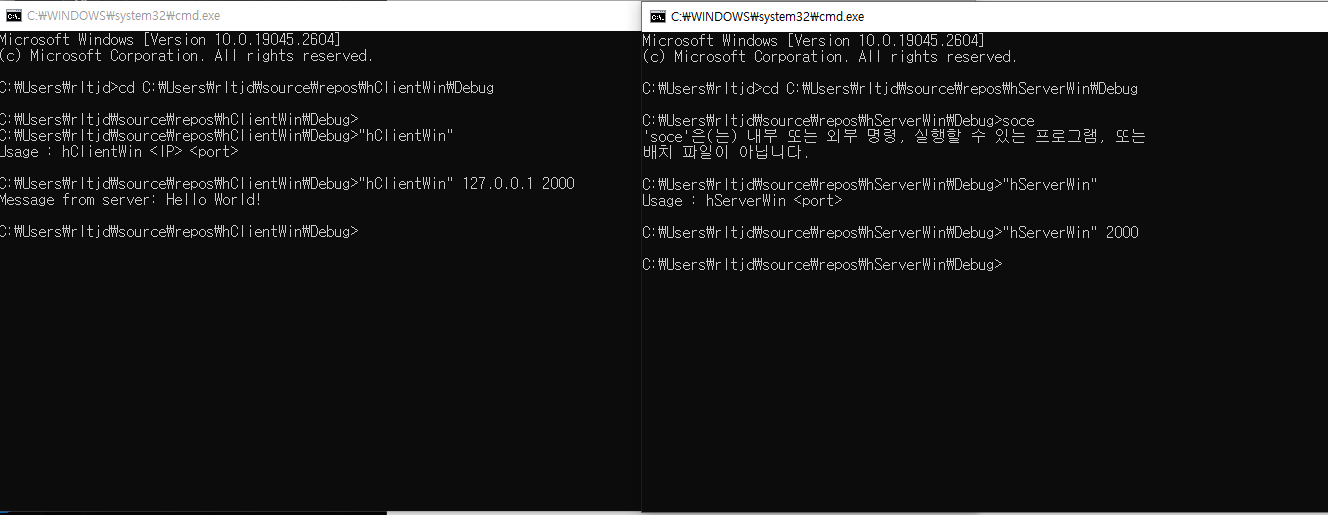 C:₩WINDOWS₩system32₩cmd.exe
Microsoft Windows [Version 10.0.19045.2604]
(c) Microsoft Corporation. All rights reserved.
C:₩Users₩rltjd>cd C:₩Users₩rltjd₩source₩repos₩hClientWin₩Debug
C:₩Users₩rltjd₩source₩repos₩hClientWin₩Debug>
C:₩Users₩rltjd₩source₩repos₩hClientWin₩Debug>"hClientWin"
Usage : hClientWin <IP> <port>
C:₩Users₩rltjd₩source₩repos₩hClientWin₩Debug>"hClientWin" 127.0.0.1 2000
Message from server: Hello World!
C:₩Users₩rltjd₩source₩repos₩hClientWin₩Debug>
C:₩WINDOWS₩system32₩cmd.exe
Microsoft Windows [Version 10.0.19045.2604]
(c) Microsoft Corporation. All rights reserved.
C:₩Users₩rltjd>cd C:₩Users₩rltjd₩source₩repos₩hServerWin₩Debug
C:₩Users₩rltjd₩source₩repos₩hServerWin₩Debug>soce
'soce'은(는) 내부 또는 외부 명령, 실행할 수 있는 프로그램, 또는
배치 파일이 아닙니다.
C:₩Users₩rltjd₩source₩repos₩hServerWin₩Debug>"hServerWin"
Usage : hServerWin <port>
C:₩Users₩rltjd₩source₩repos₩hServerWin₩Debug>"hServerWin" 2000
C:₩Users₩rltjd₩source₩repos₩hServerWin₩Debug>